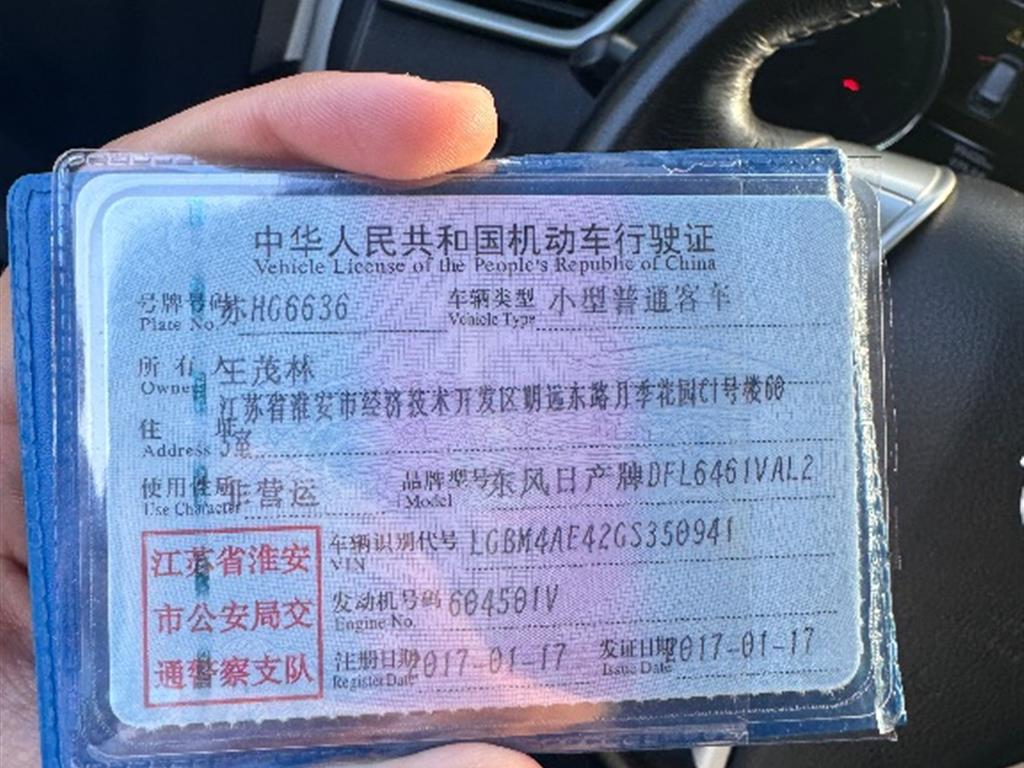 中华人民共和国机动车行驶证
Vehicle License of the People's Republic of China
号牌号码 苏HG6636 车辆类型 小型普通客车
Plate No. Vehicle Type
所有人 王茂林
Owner
江苏省淮安市经济技术开发区明远东路月季花园C1号楼60
住址 3室
Address
使用性质 非营运 品牌型号 东风日产牌DFL6461VAL2
Use Character Model
江苏省淮安 车辆识别代号 LGBM4AE42GS350941
VIN
市公安局交 发动机号码 604501V
Engine No.
通警察支队 注册日期 2017-01-17 发证日期 2017-01-17
Register Date Issue Date